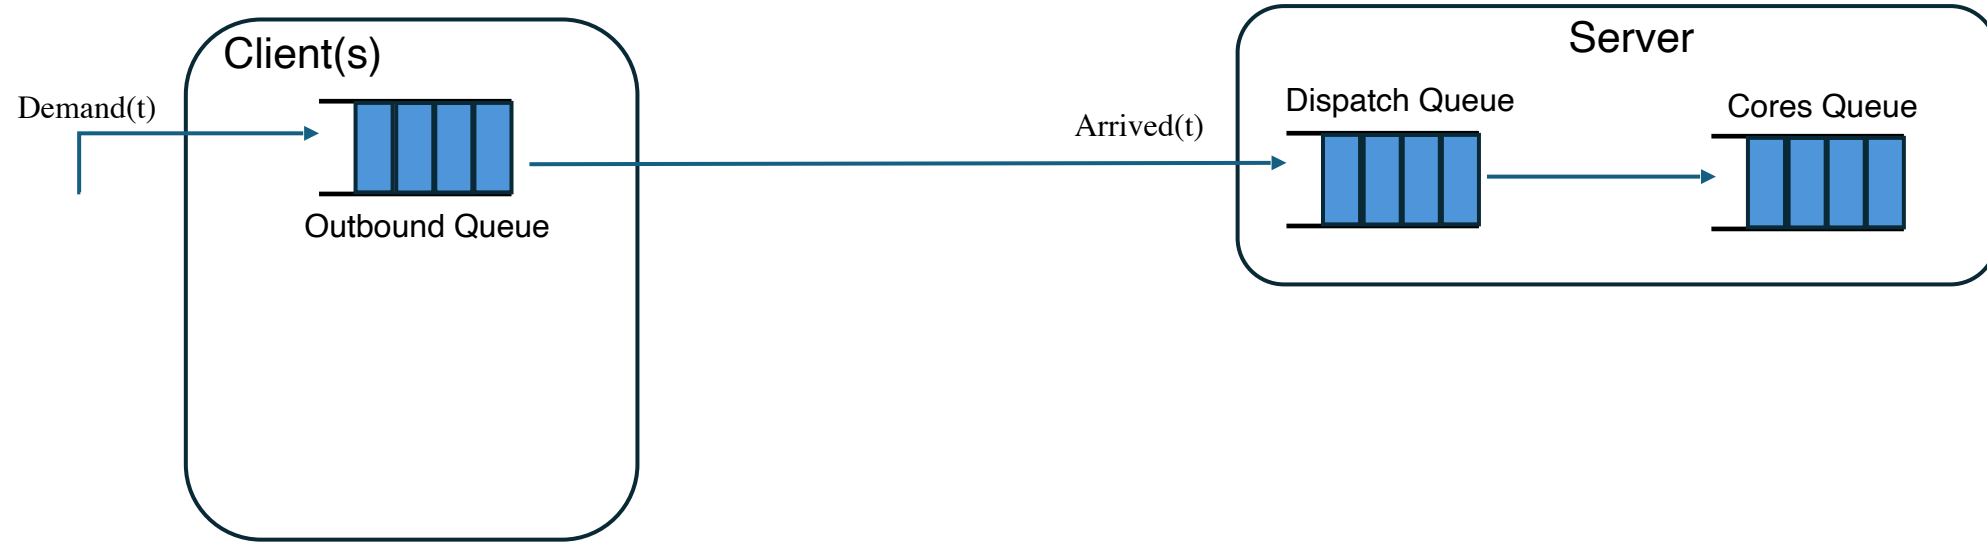 Client(s)
Server
Demand(t)
Dispatch Queue
Cores Queue
Arrived(t)
Outbound Queue